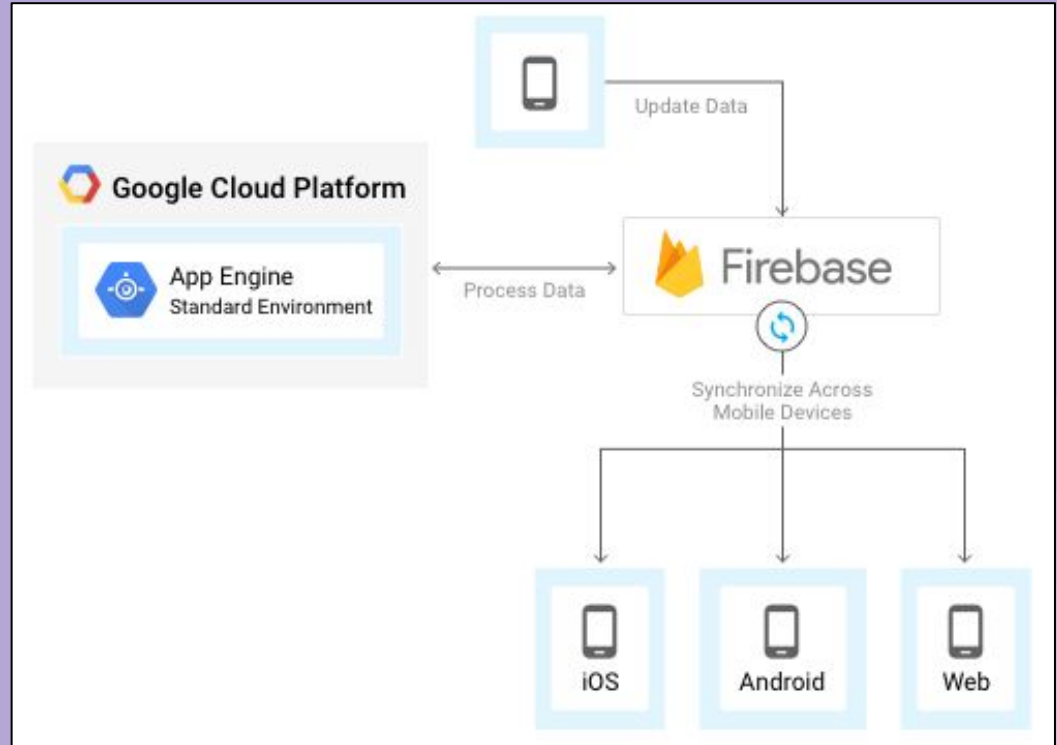 Update Data
Google Cloud Platform
App Engine
Standard Environment
Process Data
Firebase
Synchronize Across
Mobile Devices
iOS
Android
Web